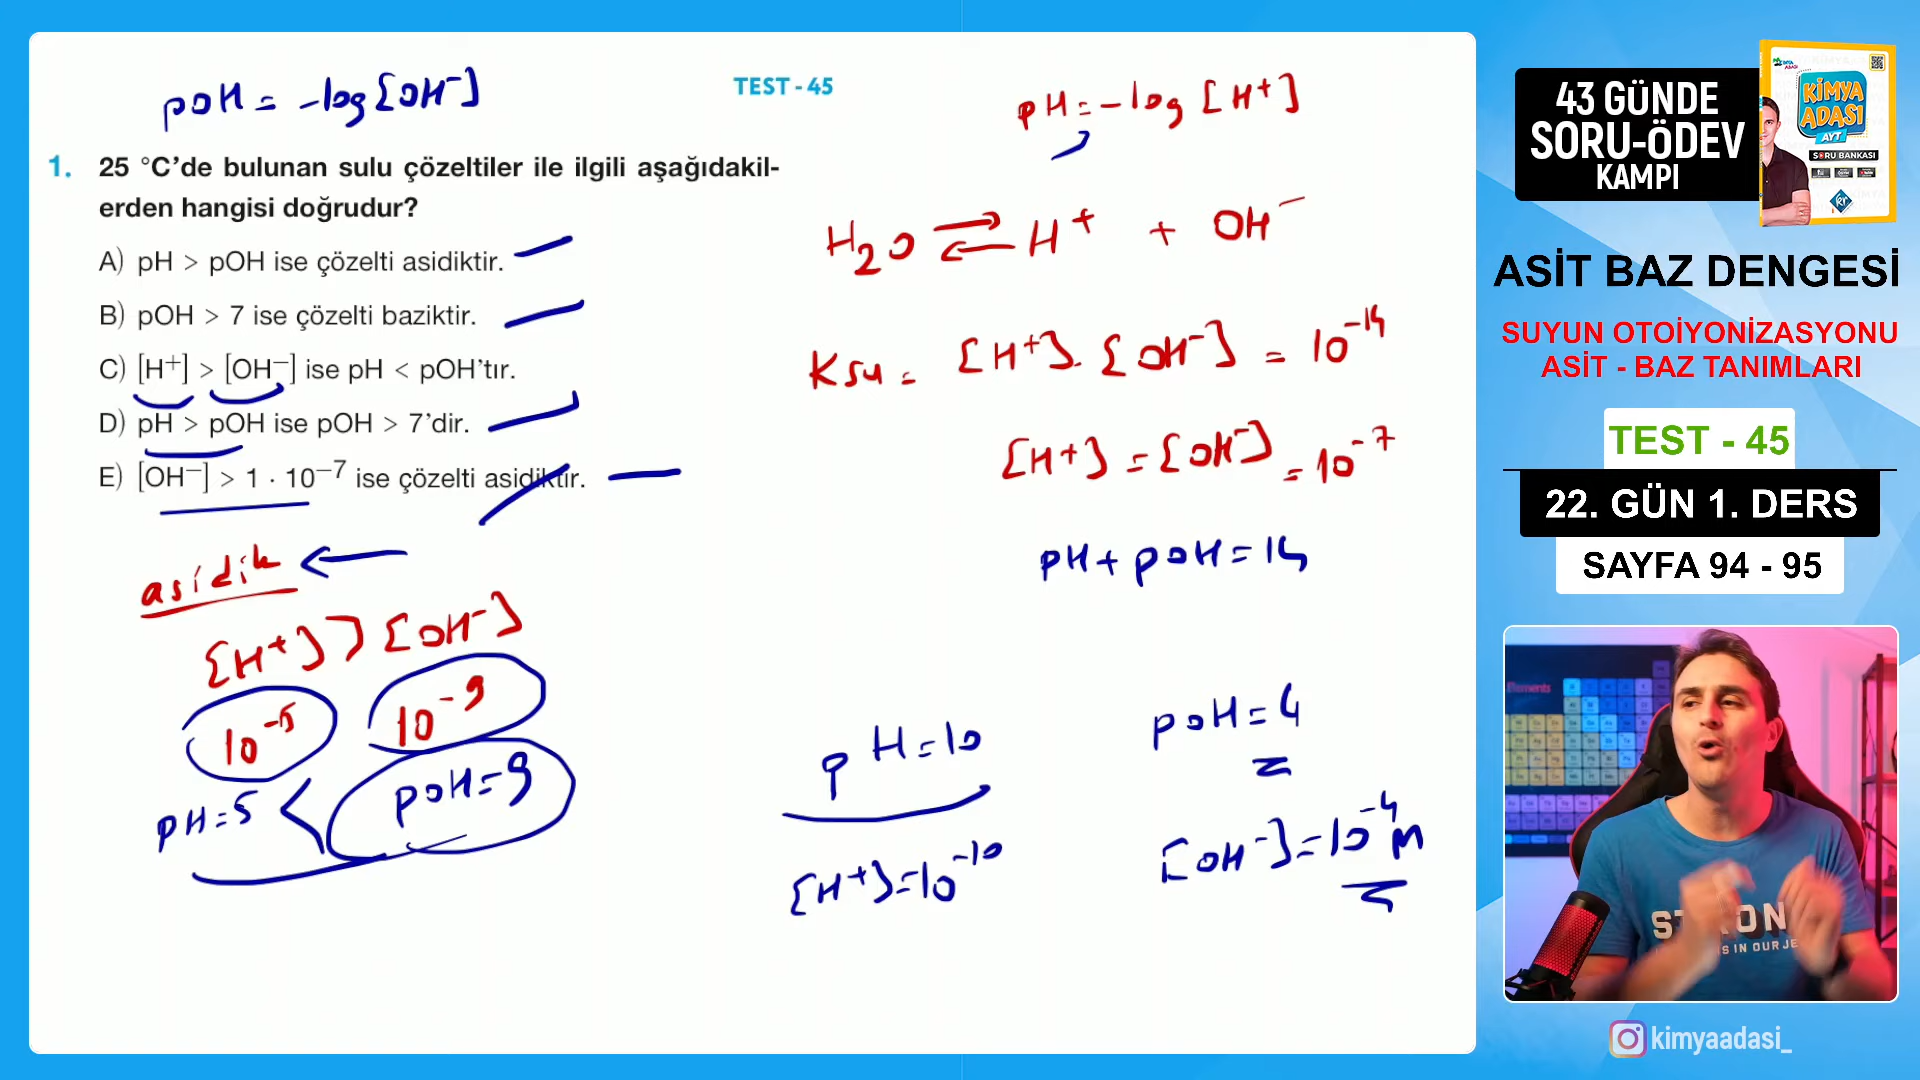 pOH = -log[OH⁻]
TEST - 45
pH = -log [H⁺]
1. 25 °C'de bulunan sulu çözeltiler ile ilgili aşağıdakil-
erden hangisi doğrudur?
A) pH > pOH ise çözelti asidiktir.
B) pOH > 7 ise çözelti baziktir.
C) [H⁺] > [OH⁻] ise pH < pOH'tır.
D) pH > pOH ise pOH > 7'dir.
E) [OH⁻] > 1 · 10⁻⁷ ise çözelti asidiktir.
asidik ←
[H⁺] > [OH⁻]
10⁻⁵ 10⁻⁹
pH = 5 < pOH = 9
H₂O ⇌ H⁺ + OH⁻
Ksu = [H⁺] · [OH⁻] = 10⁻¹⁴
[H⁺] = [OH⁻] = 10⁻⁷
pH + pOH = 14
pH = 10
[H⁺] = 10⁻¹⁰
pOH = 4
[OH⁻] = 10⁻⁴ M
43 GÜNDE
SORU-ÖDEV
KAMPI
KİMYA
ADASI
AYT
SORU BANKASI
ASİT BAZ DENGESİ
SUYUN OTOİYONİZASYONU
ASİT - BAZ TANIMLARI
TEST - 45
22. GÜN 1. DERS
SAYFA 94 - 95
kimyaadasi_